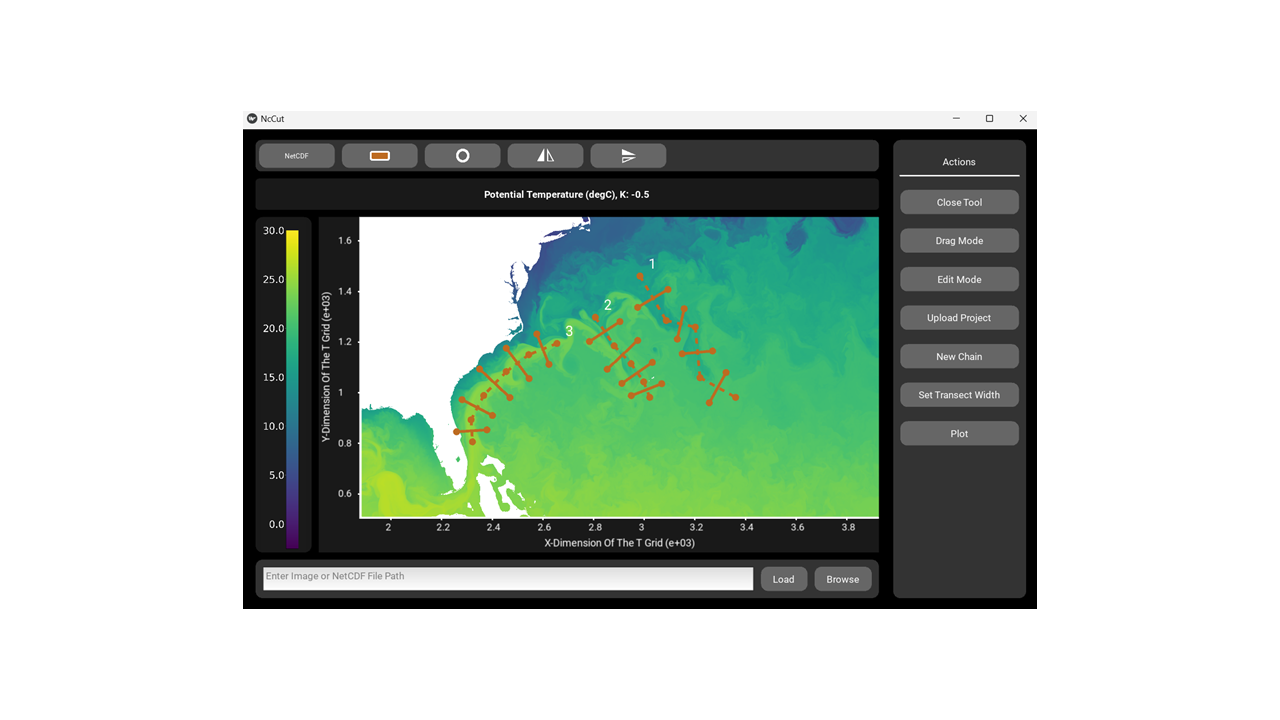 NcCut
NetCDF
Potential Temperature (degC), K: -0.5
30.0
25.0
20.0
15.0
10.0
5.0
0.0
Y-Dimension Of The T Grid (e+03)
1.6
1.4
1.2
1
0.8
0.6
1
2
3
2 2.2 2.4 2.6 2.8 3 3.2 3.4 3.6 3.8
X-Dimension Of The T Grid (e+03)
Enter Image or NetCDF File Path
Load
Browse
Actions
Close Tool
Drag Mode
Edit Mode
Upload Project
New Chain
Set Transect Width
Plot